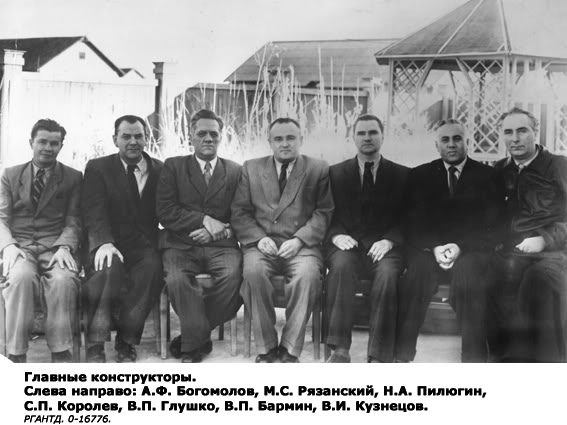 Главные конструкторы.
Слева направо: А.Ф. Богомолов, М.С. Рязанский, Н.А. Пилюгин,
С.П. Королев, В.П. Глушко, В.П. Бармин, В.И. Кузнецов.
РГАНТД. 0-16776.